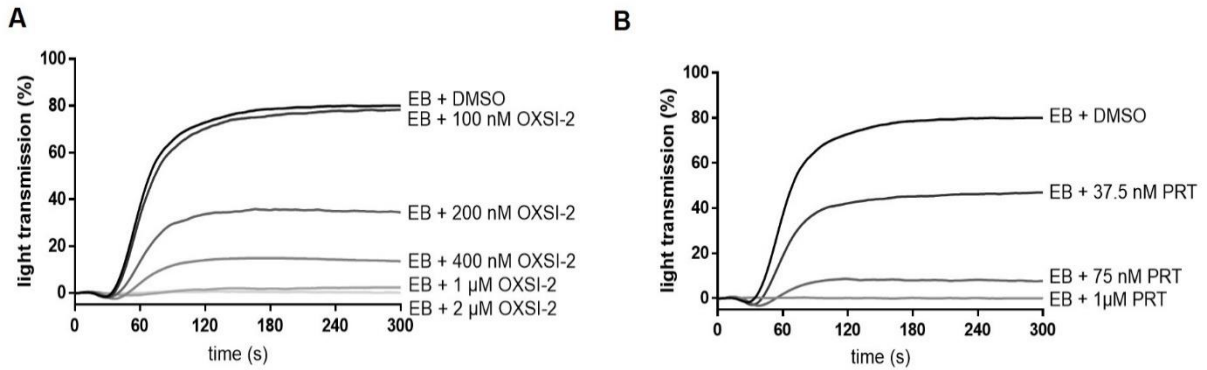 A
light transmission (%)
100
80
60
40
20
0
0 60 120 180 240 300
time (s)
EB + DMSO
EB + 100 nM OXSI-2
EB + 200 nM OXSI-2
EB + 400 nM OXSI-2
EB + 1 µM OXSI-2
EB + 2 µM OXSI-2
B
light transmission (%)
100
80
60
40
20
0
0 60 120 180 240 300
time (s)
EB + DMSO
EB + 37.5 nM PRT
EB + 75 nM PRT
EB + 1µM PRT